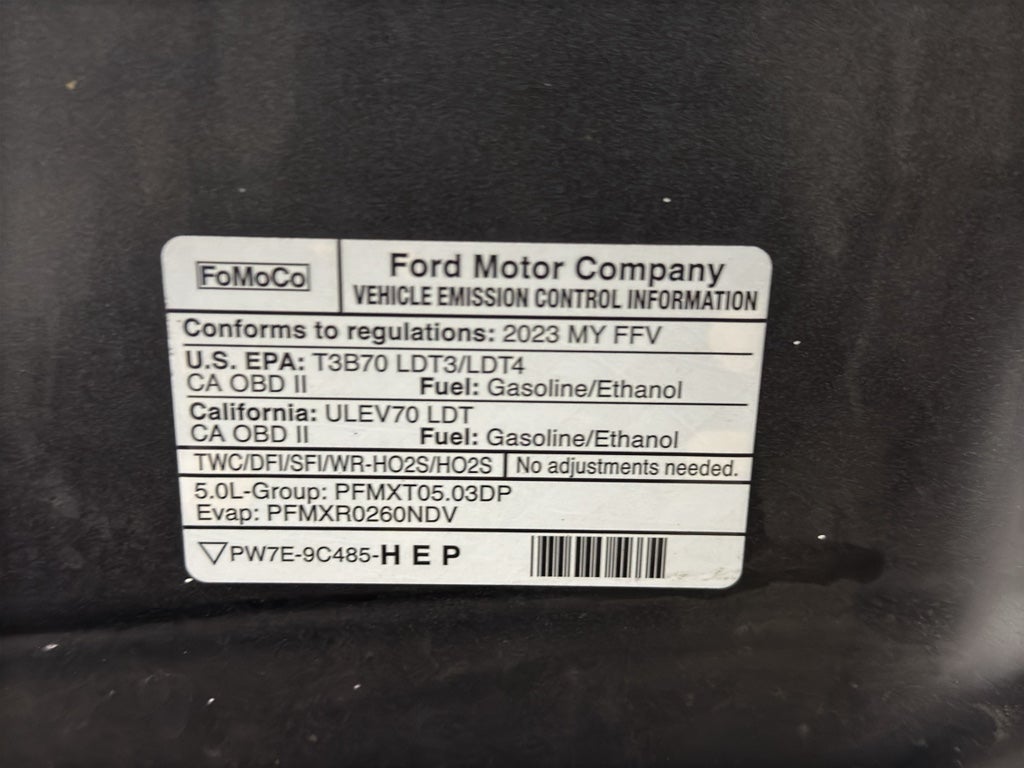 FoMoCo
Ford Motor Company
VEHICLE EMISSION CONTROL INFORMATION
Conforms to regulations: 2023 MY FFV
U.S. EPA: T3B70 LDT3/LDT4
CA OBD II Fuel: Gasoline/Ethanol
California: ULEV70 LDT
CA OBD II Fuel: Gasoline/Ethanol
TWC/DFI/SFI/WR-HO2S/HO2S No adjustments needed.
5.0L-Group: PFMXT05.03DP
Evap: PFMXR0260NDV
▽PW7E-9C485-H E P